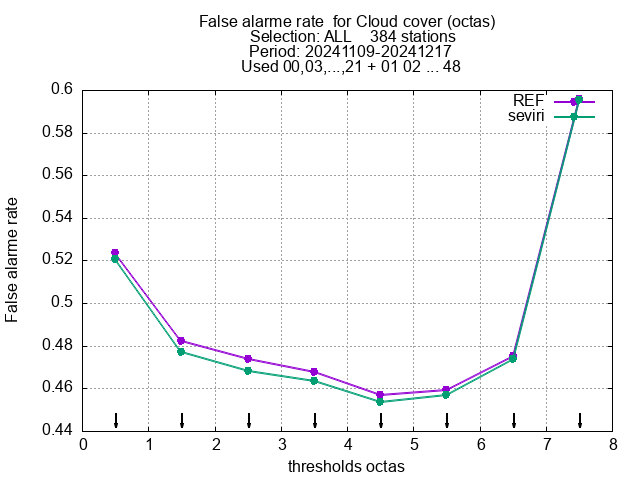 False alarme rate  for Cloud cover (octas)
Selection: ALL    384 stations
Period: 20241109-20241217
Used 00,03,...,21 + 01 02 ... 48
REF
seviri
0.6
0.58
0.56
0.54
0.52
0.5
0.48
0.46
0.44
False alarme rate
0 1 2 3 4 5 6 7 8
thresholds octas